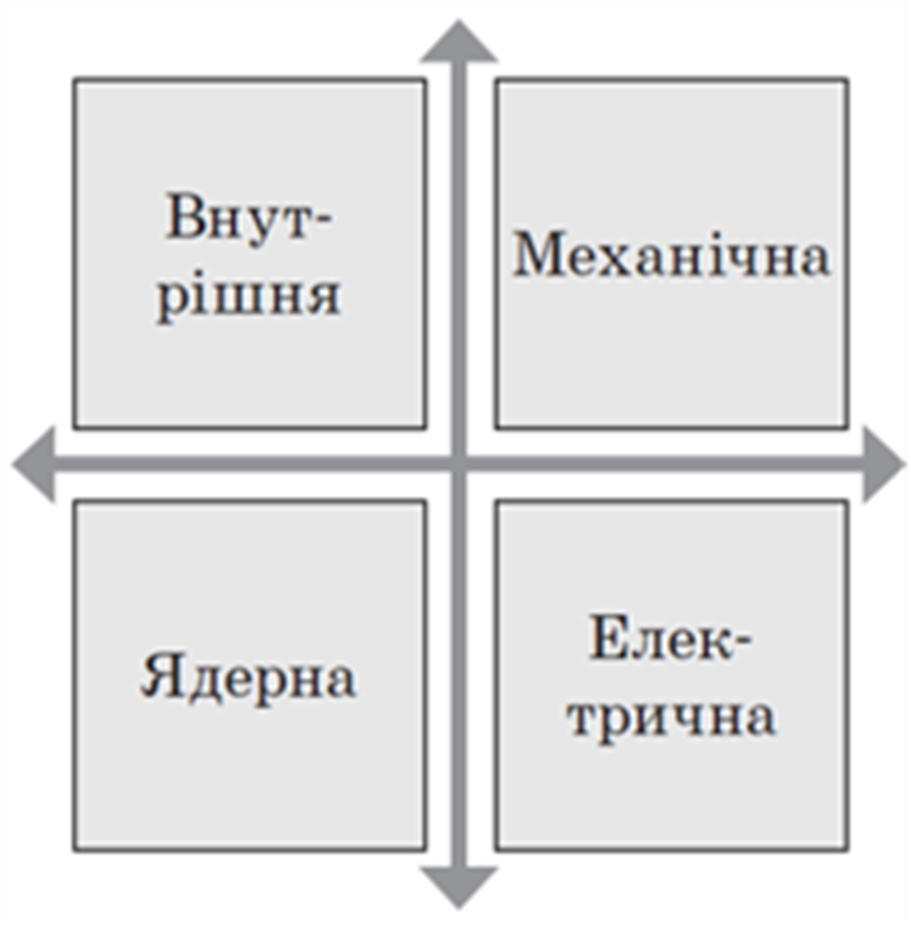 Внут-
рішня
Механічна
Ядерна
Елек-
трична